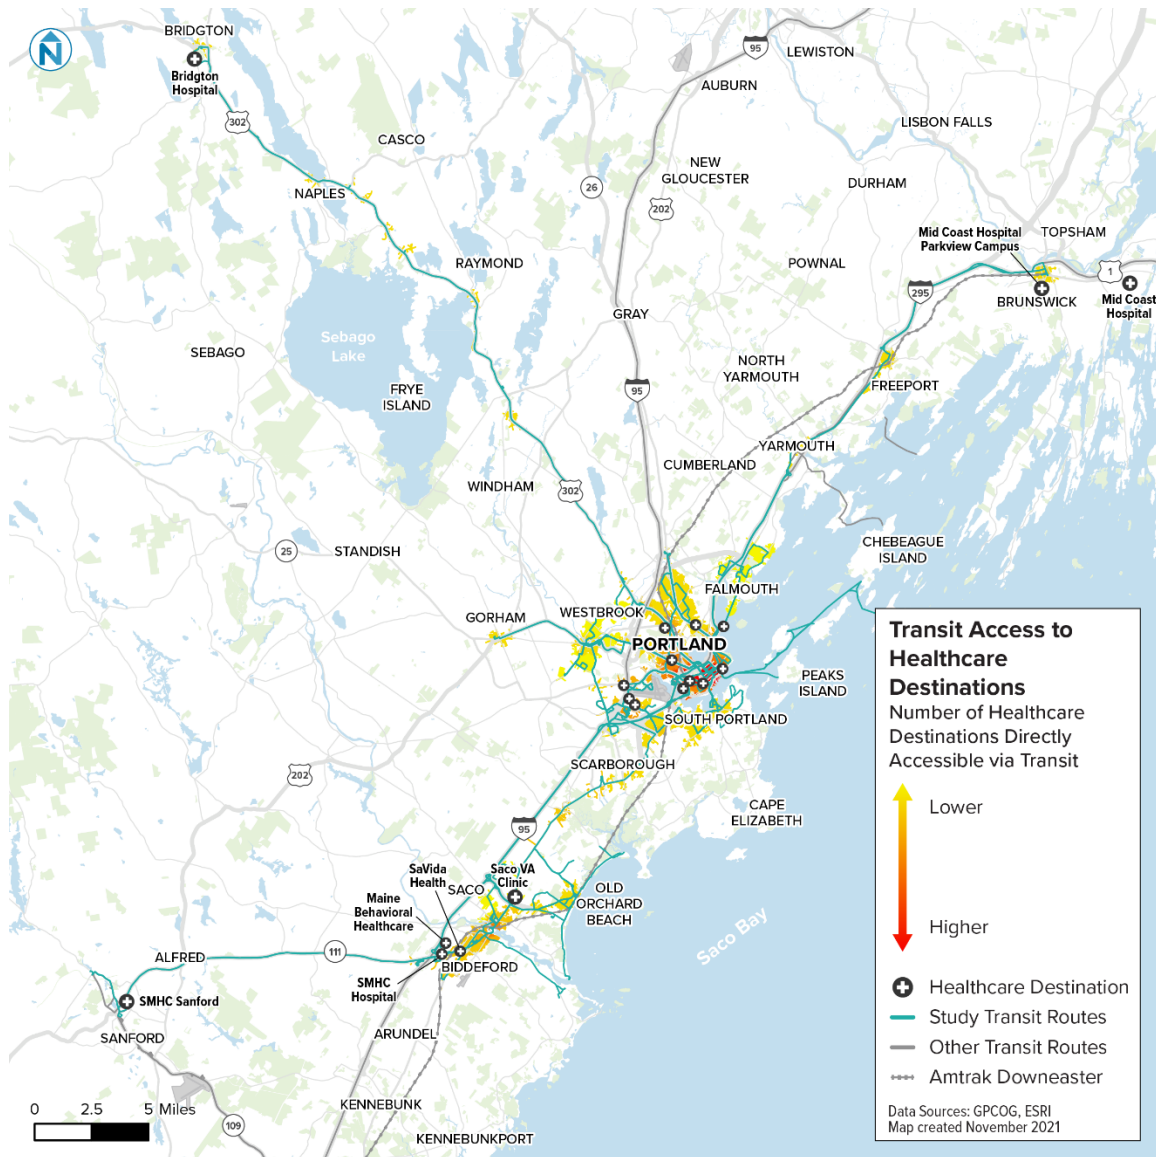 BRIDGTON
N
Bridgton
Hospital
302
CASCO
NAPLES
RAYMOND
Sebago
Lake
SEBAGO
FRYE
ISLAND
95
LEWISTON
AUBURN
LISBON FALLS
NEW
GLOUCESTER
26
202
DURHAM
Mid Coast Hospital
Parkview Campus
TOPSHAM
POWNAL
1
295
BRUNSWICK
Mid Coast
Hospital
GRAY
NORTH
YARMOUTH
FREEPORT
95
YARMOUTH
CUMBERLAND
WINDHAM
302
25
STANDISH
CHEBEAGUE
ISLAND
FALMOUTH
GORHAM
WESTBROOK
PORTLAND
PEAKS
ISLAND
SOUTH PORTLAND
SCARBOROUGH
202
CAPE
ELIZABETH
95
SaVida
Health
Saco VA
Clinic
SACO
Maine
Behavioral
Healthcare
OLD
ORCHARD
BEACH
Saco Bay
111
ALFRED
BIDDEFORD
SMHC
Hospital
SMHC Sanford
SANFORD
ARUNDEL
KENNEBUNK
109
KENNEBUNKPORT
0 2.5 5 Miles
Transit Access to
Healthcare
Destinations
Number of Healthcare
Destinations Directly
Accessible via Transit
Lower
Higher
Healthcare Destination
Study Transit Routes
Other Transit Routes
Amtrak Downeaster
Data Sources: GPCOG, ESRI
Map created November 2021